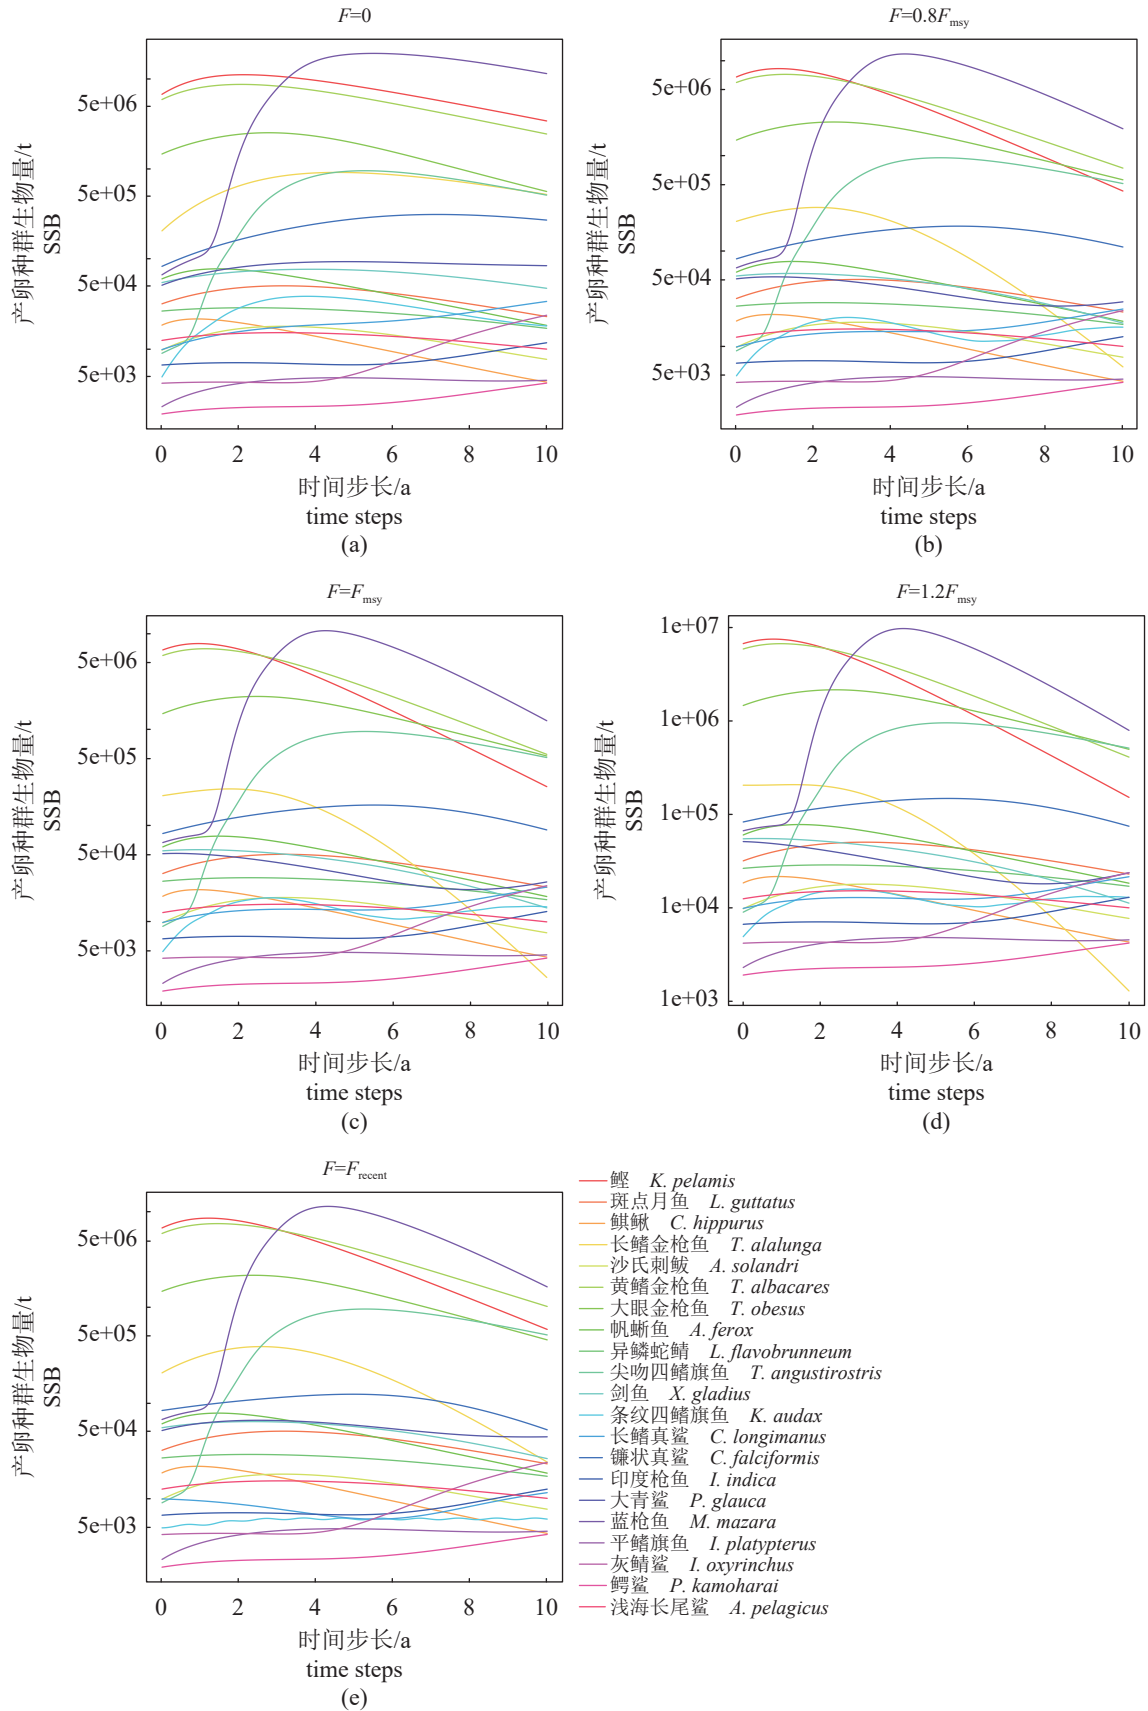 F=0
5e+06
5e+05
5e+04
5e+03
产卵种群生物量/t
SSB
0 2 4 6 8 10
时间步长/a
time steps
(a)
F=0.8Fmsy
5e+06
5e+05
5e+04
5e+03
产卵种群生物量/t
SSB
0 2 4 6 8 10
时间步长/a
time steps
(b)
F=Fmsy
5e+06
5e+05
5e+04
5e+03
产卵种群生物量/t
SSB
0 2 4 6 8 10
时间步长/a
time steps
(c)
F=1.2Fmsy
1e+07
1e+06
1e+05
1e+04
1e+03
产卵种群生物量/t
SSB
0 2 4 6 8 10
时间步长/a
time steps
(d)
F=Frecent
5e+06
5e+05
5e+04
5e+03
产卵种群生物量/t
SSB
0 2 4 6 8 10
时间步长/a
time steps
(e)
鲣 K. pelamis
斑点月鱼 L. guttatus
鲯鳅 C. hippurus
长鳍金枪鱼 T. alalunga
沙氏刺鲅 A. solandri
黄鳍金枪鱼 T. albacares
大眼金枪鱼 T. obesus
帆蜥鱼 A. ferox
异鳞蛇鲭 L. flavobrunneum
尖吻四鳍旗鱼 T. angustirostris
剑鱼 X. gladius
条纹四鳍旗鱼 K. audax
长鳍真鲨 C. longimanus
镰状真鲨 C. falciformis
印度枪鱼 I. indica
大青鲨 P. glauca
蓝枪鱼 M. mazara
平鳍旗鱼 I. platypterus
灰鲭鲨 I. oxyrinchus
鳄鲨 P. kamoharai
浅海长尾鲨 A. pelagicus